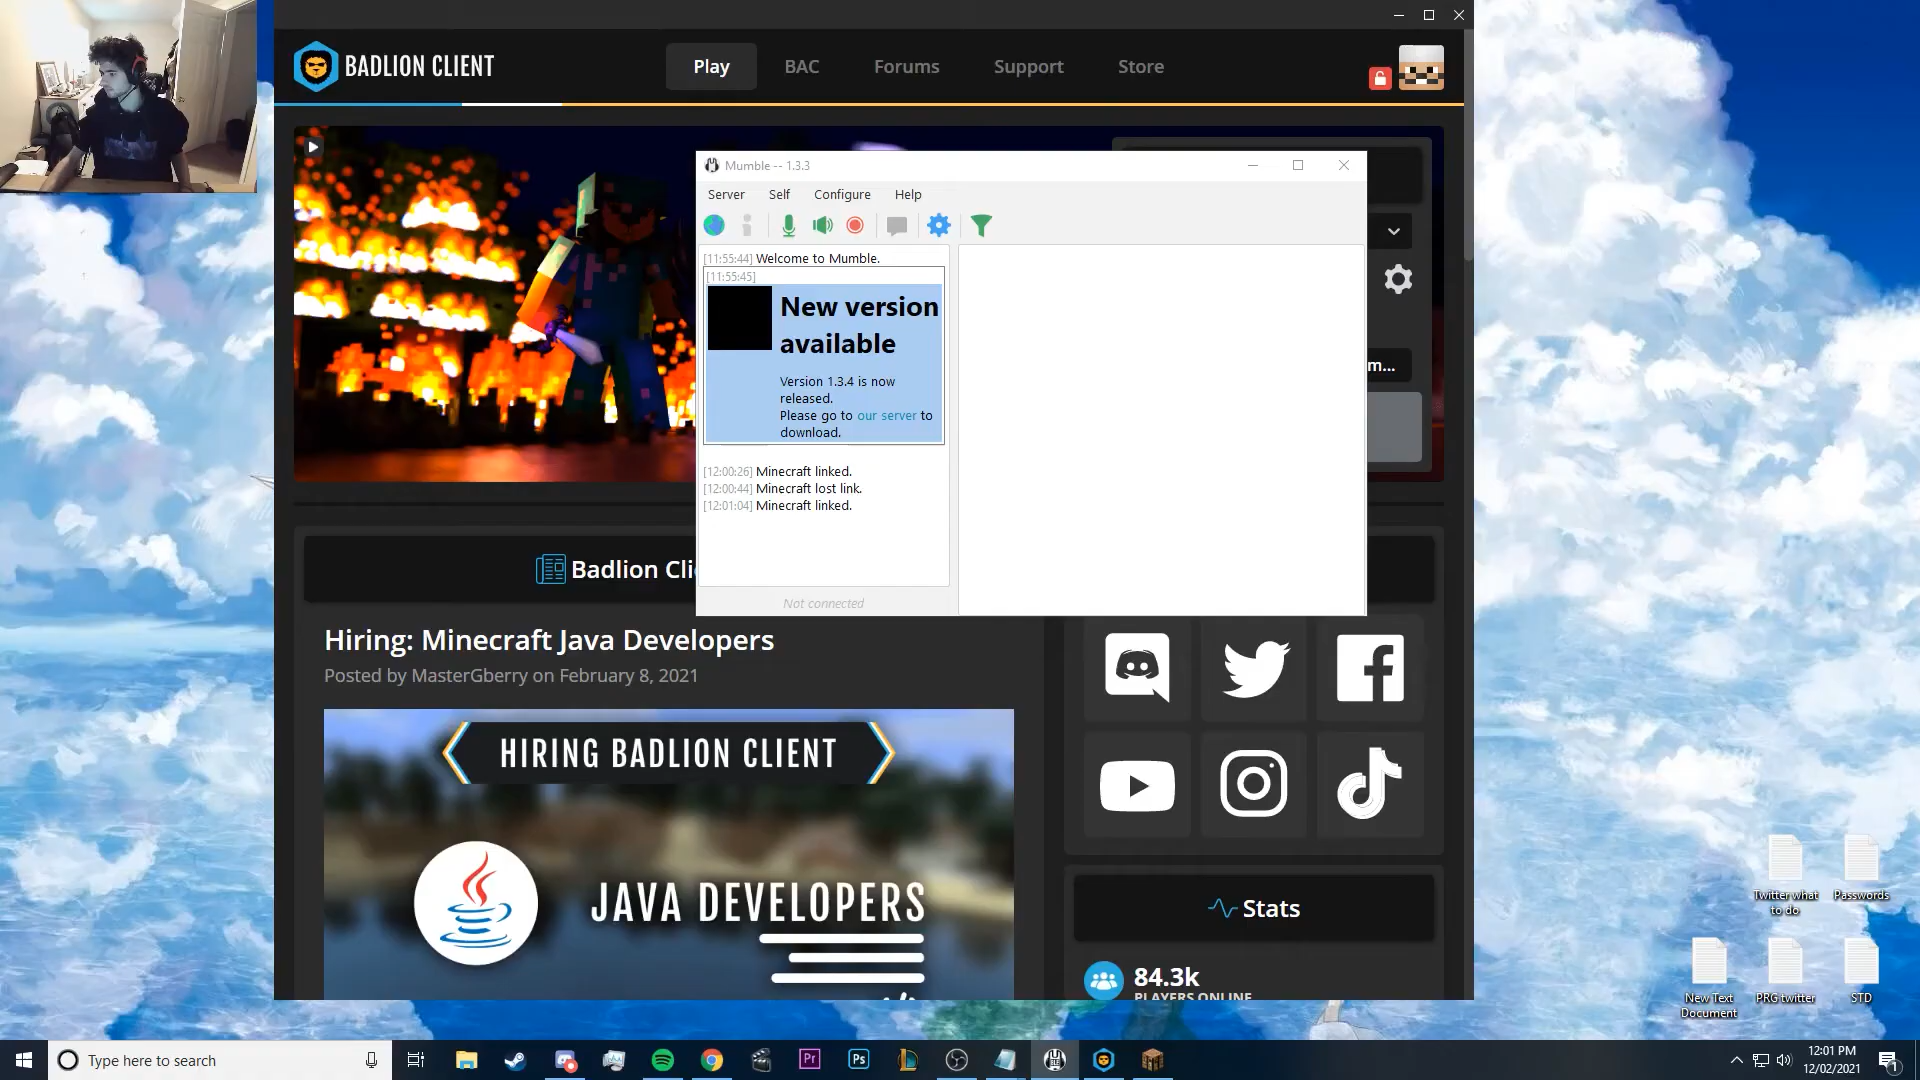 BADLION CLIENT
Play
BAC
Forums
Support
Store
Mumble -- 1.3.3
Server
Self
Configure
Help
[11:55:44] Welcome to Mumble.
[11:55:45]
New version
available
Version 1.3.4 is now
released.
Please go to our server to
download.
[12:00:26] Minecraft linked.
[12:00:44] Minecraft lost link.
[12:01:04] Minecraft linked.
Not connected
m...
Badlion Clie
Hiring: Minecraft Java Developers
Posted by MasterGberry on February 8, 2021
HIRING BADLION CLIENT
JAVA DEVELOPERS
Stats
84.3k
PLAYERS ONLINE
Twitter what
to do
Passwords
New Text
Document
PRG twitter
STD
Type here to search
Pr
Ps
12:01 PM
12/02/2021
1